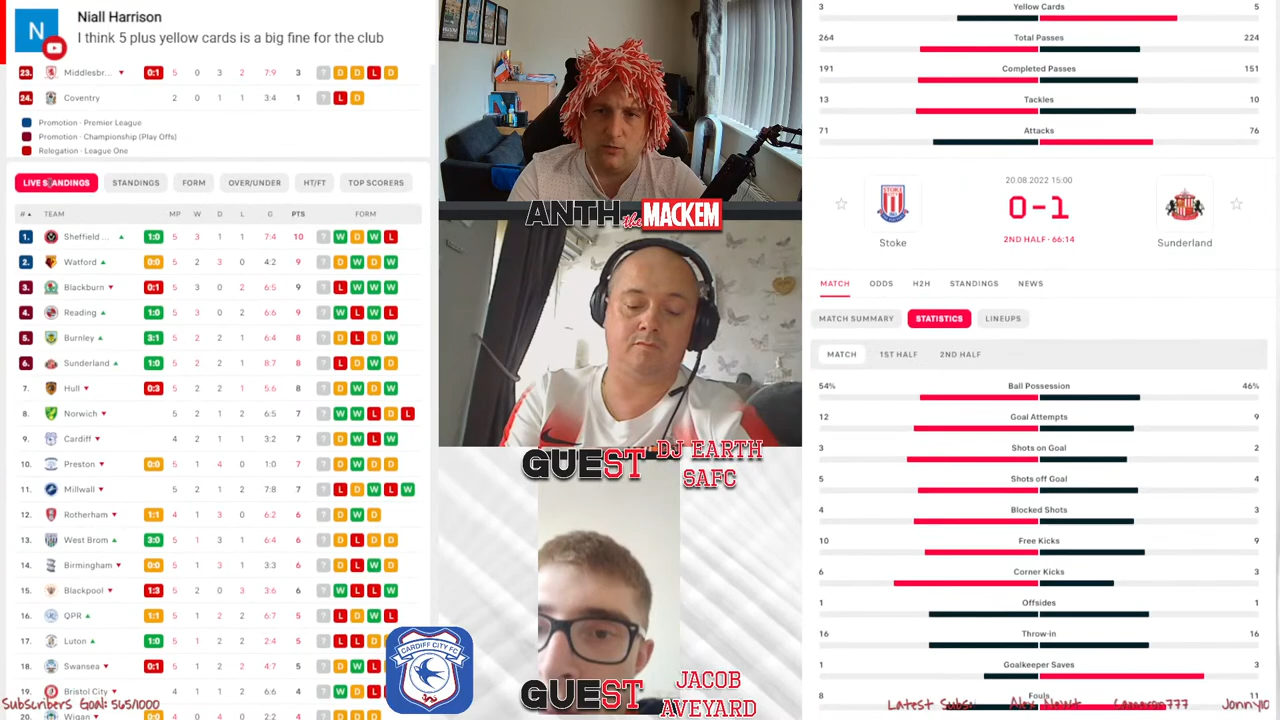 Niall Harrison
I think 5 plus yellow cards is a big fine for the club
23. Middlesbr... 0:1 5 0 3 2 7:9 3 ? D D L D
24. Coventry 2 0 1 1 3:4 1 ? L D
Promotion - Premier League
Promotion - Championship (Play Offs)
Relegation - League One
LIVE STANDINGS STANDINGS FORM OVER/UNDER HT/FT TOP SCORERS
# TEAM MP W D L G PTS FORM
1. Sheffield ... 1:0 5 3 1 1 7:4 10 ? W D W L
2. Watford 0:0 5 2 3 0 4:2 9 ? D W D W
3. Blackburn 0:1 5 3 0 2 6:5 9 ? L W W W
4. Reading 1:0 5 3 0 2 6:6 9 ? W L W L
5. Burnley 3:1 5 2 2 1 6:4 8 ? D L D W
6. Sunderland 1:0 5 2 2 1 8:7 8 ? L D W D
7. Hull 0:3 5 2 2 1 5:6 8 ? W D W
8. Norwich 5 2 1 2 6:5 7 ? W W L D L
9. Cardiff 4 2 1 1 3:2 7 ? D W L W
10. Preston 0:0 5 1 4 0 1:0 7 ? W D D
11. Millwall 5 2 1 2 7:8 7 ? L D W L W
12. Rotherham 1:1 4 1 3 0 6:2 6 ? D W D
13. West Brom 3:0 5 1 3 1 6:4 6 ? D L D D
14. Birmingham 0:0 5 1 3:3 6 ? D L W D
15. Blackpool 1:3 5 2 0 3 3:6 6 ? W L L W
16. QPR 1:1 5 1 2 2 6:7 5 ? L D W L
17. Luton 1:0 5 1 2 2 2:4 5 ? L L D
18. Swansea 0:1 5 1 2 2 4:7 5 ? D W L
19. Bristol City 4 1 1 2 6:6 4 ? W D L
20. Wigan
Subscribers Goal: 565/1000
ANTH the MACKEM
GUEST DJ EARTH
SAFC
CARDIFF CITY FC
GUEST JACOB
AVEYARD
3 Yellow Cards 5
264 Total Passes 224
191 Completed Passes 151
13 Tackles 10
71 Attacks 76
20.08.2022 15:00
STOKE
0-1
2ND HALF - 66:14
Stoke Sunderland
MATCH ODDS H2H STANDINGS NEWS
MATCH SUMMARY STATISTICS LINEUPS
MATCH 1ST HALF 2ND HALF
54% Ball Possession 46%
12 Goal Attempts 9
3 Shots on Goal 2
5 Shots off Goal 4
4 Blocked Shots 3
10 Free Kicks 9
6 Corner Kicks 3
1 Offsides 1
16 Throw-in 16
1 Goalkeeper Saves 3
8 Fouls 11
Latest Subs: Alex Newt Cameron777 Jonny10